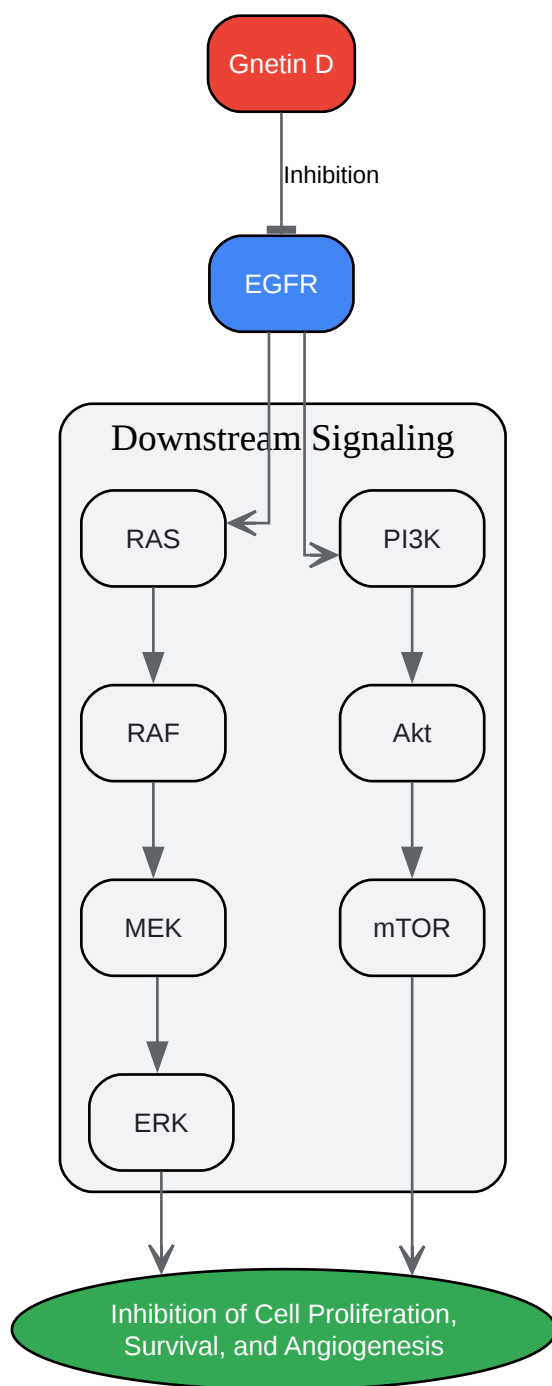 Gnetin D
Inhibition
EGFR
Downstream Signaling
RAS
PI3K
RAF
Akt
MEK
mTOR
ERK
Inhibition of Cell Proliferation,
Survival, and Angiogenesis